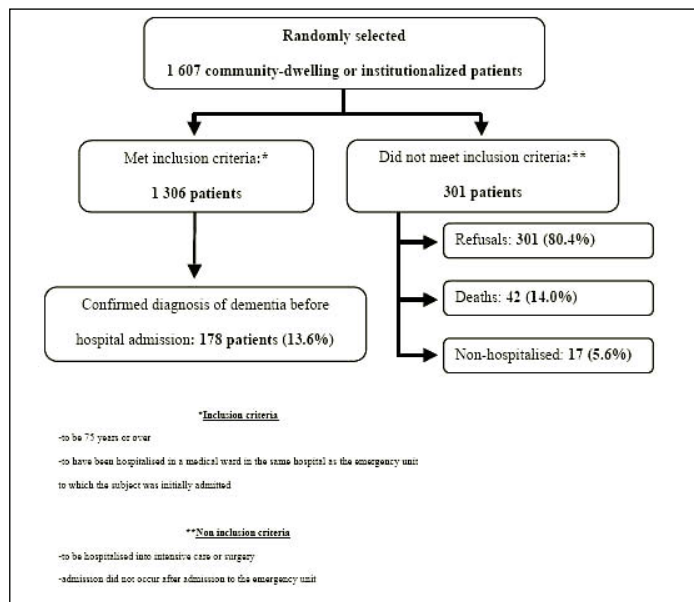 Randomly selected
1 607 community-dwelling or institutionalized patients
Met inclusion criteria:*
1 306 patients
Did not meet inclusion criteria:**
301 patients
Refusals: 301 (80.4%)
Deaths: 42 (14.0%)
Non-hospitalised: 17 (5.6%)
Confirmed diagnosis of dementia before
hospital admission: 178 patients (13.6%)
*Inclusion criteria
-to be 75 years or over
-to have been hospitalised in a medical ward in the same hospital as the emergency unit
to which the subject was initially admitted
**Non inclusion criteria
-to be hospitalised into intensive care or surgery
-admission did not occur after admission to the emergency unit